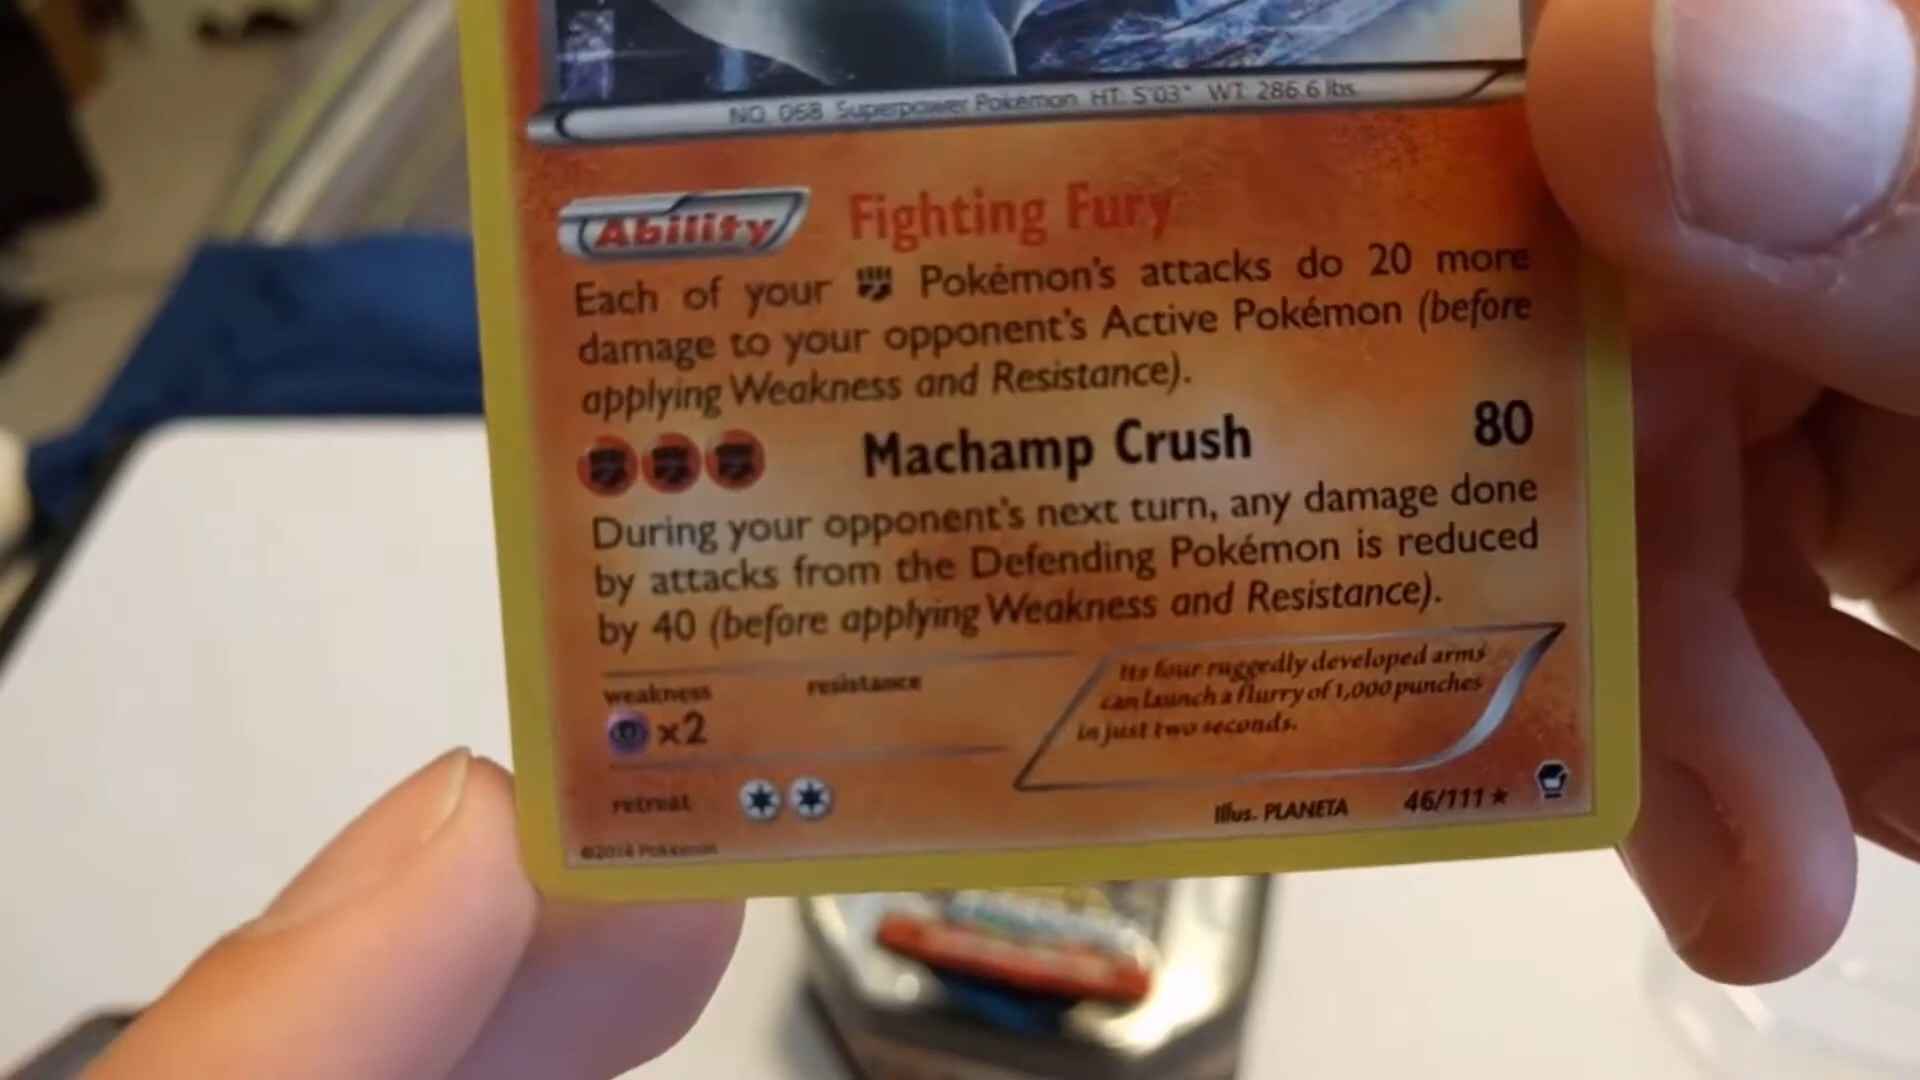 NO. 068 Superpower Pokémon HT: 5'03" WT: 286.6 lbs.
Ability Fighting Fury
Each of your Pokémon's attacks do 20 more
damage to your opponent's Active Pokémon (before
applying Weakness and Resistance).
Machamp Crush 80
During your opponent's next turn, any damage done
by attacks from the Defending Pokémon is reduced
by 40 (before applying Weakness and Resistance).
weakness resistance
x2
Its four ruggedly developed arms
can launch a flurry of 1,000 punches
in just two seconds.
retreat
Illus. PLANETA 46/111
©2014 Pokémon